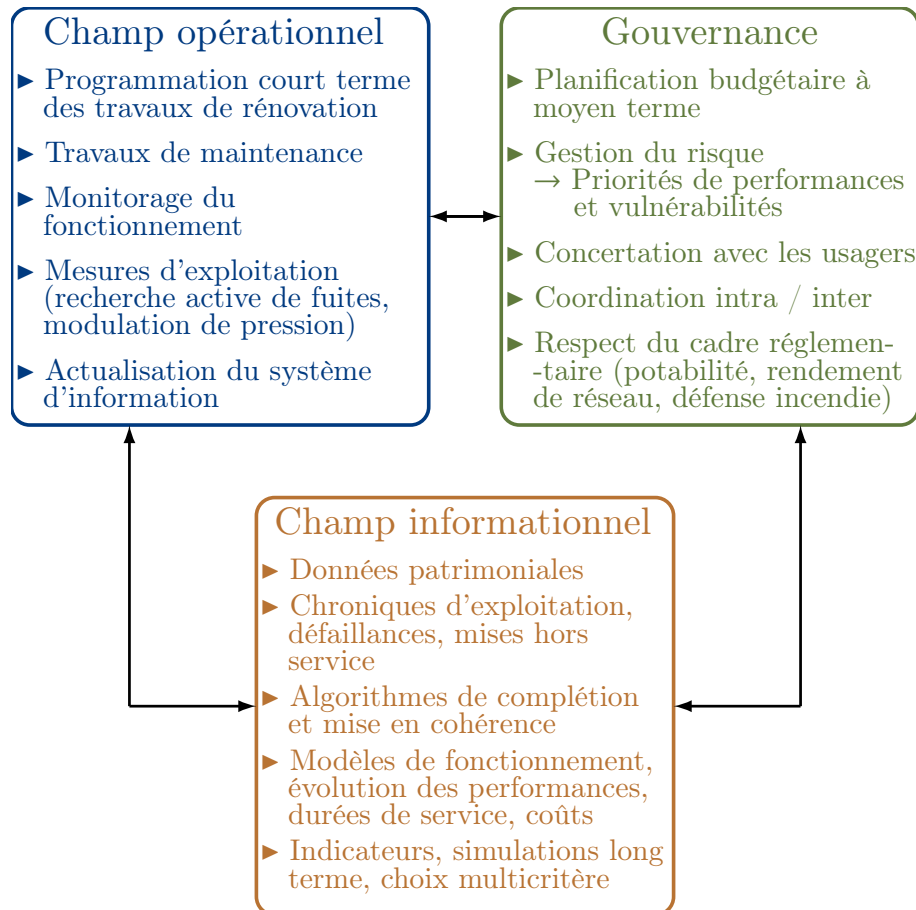 Champ opérationnel
► Programmation court terme
des travaux de rénovation
► Travaux de maintenance
► Monitorage du
fonctionnement
► Mesures d'exploitation
(recherche active de fuites,
modulation de pression)
► Actualisation du système
d'information
Gouvernance
► Planification budgétaire à
moyen terme
► Gestion du risque
→ Priorités de performances
et vulnérabilités
► Concertation avec les usagers
► Coordination intra / inter
► Respect du cadre réglemen-
-taire (potabilité, rendement
de réseau, défense incendie)
Champ informationnel
► Données patrimoniales
► Chroniques d'exploitation,
défaillances, mises hors
service
► Algorithmes de complétion
et mise en cohérence
► Modèles de fonctionnement,
évolution des performances,
durées de service, coûts
► Indicateurs, simulations long
terme, choix multicritère